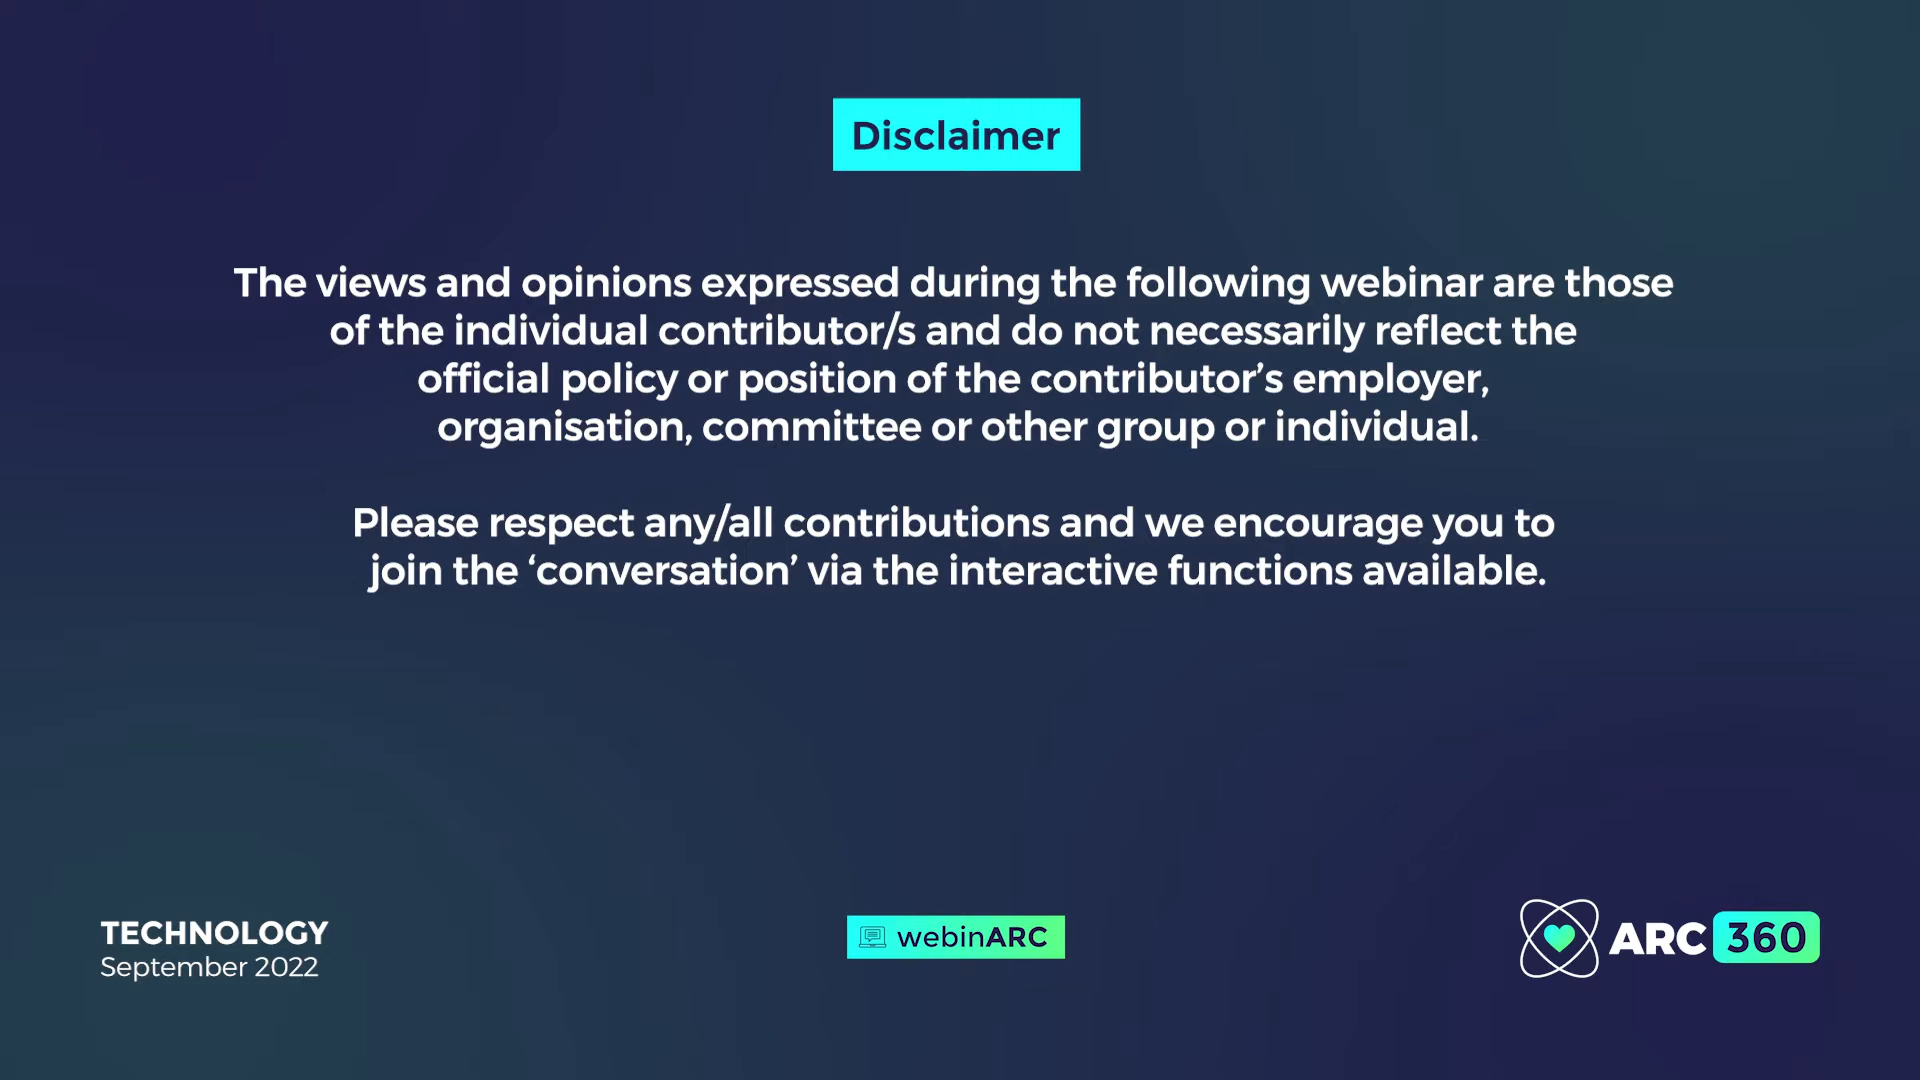 Disclaimer
The views and opinions expressed during the following webinar are those
of the individual contributor/s and do not necessarily reflect the
official policy or position of the contributor’s employer,
organisation, committee or other group or individual.
Please respect any/all contributions and we encourage you to
join the ‘conversation’ via the interactive functions available.
TECHNOLOGY
September 2022
webinARC
ARC 360